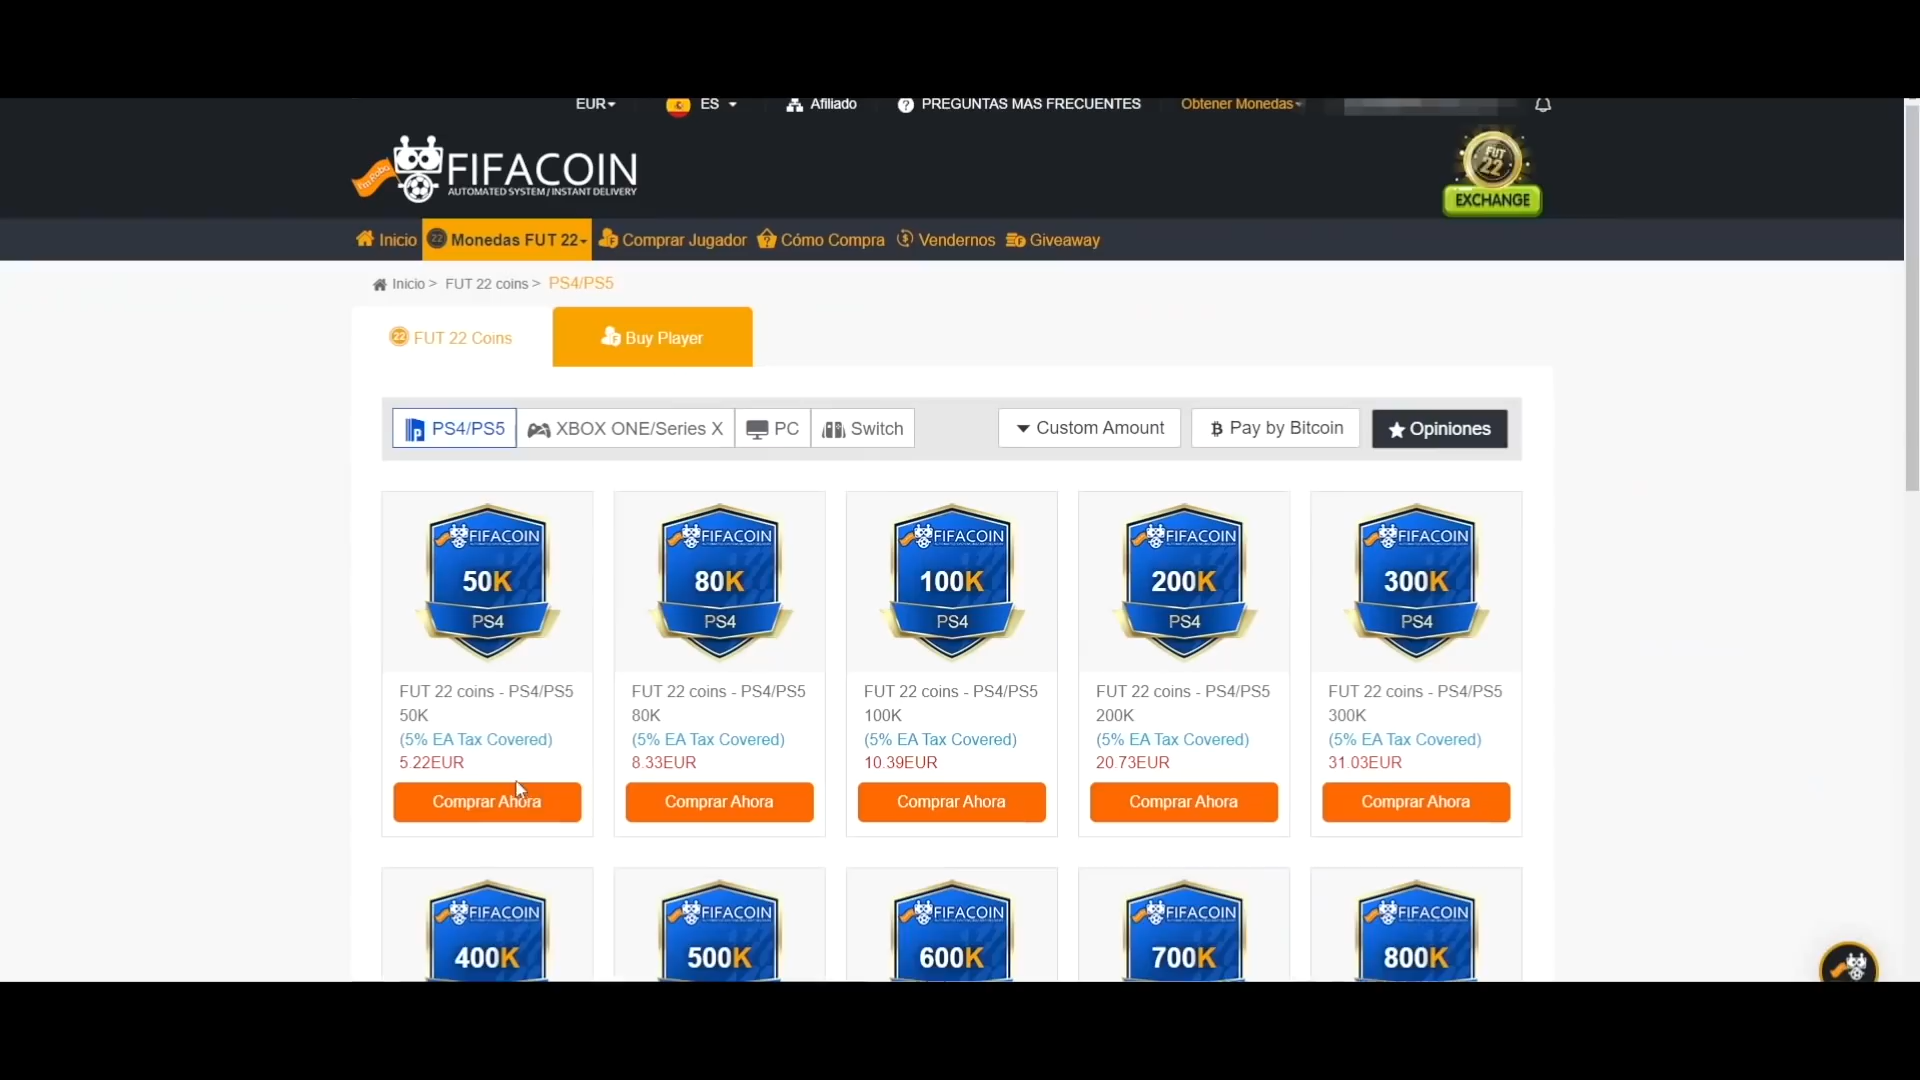 EUR
ES
Afiliado
PREGUNTAS MAS FRECUENTES
Obtener Monedas
FIFACOIN
AUTOMATED SYSTEM / INSTANT DELIVERY
FUT
22
EXCHANGE
Inicio
22 Monedas FUT 22
Comprar Jugador
Cómo Compra
Vendernos
Giveaway
Inicio > FUT 22 coins > PS4/PS5
22 FUT 22 Coins
Buy Player
PS4/PS5
XBOX ONE/Series X
PC
Switch
Custom Amount
Pay by Bitcoin
Opiniones
FIFACOIN
50K
PS4
FUT 22 coins - PS4/PS5
50K
(5% EA Tax Covered)
5.22EUR
Comprar Ahora
FIFACOIN
80K
PS4
FUT 22 coins - PS4/PS5
80K
(5% EA Tax Covered)
8.33EUR
Comprar Ahora
FIFACOIN
100K
PS4
FUT 22 coins - PS4/PS5
100K
(5% EA Tax Covered)
10.39EUR
Comprar Ahora
FIFACOIN
200K
PS4
FUT 22 coins - PS4/PS5
200K
(5% EA Tax Covered)
20.73EUR
Comprar Ahora
FIFACOIN
300K
PS4
FUT 22 coins - PS4/PS5
300K
(5% EA Tax Covered)
31.03EUR
Comprar Ahora
FIFACOIN
400K
FIFACOIN
500K
FIFACOIN
600K
FIFACOIN
700K
FIFACOIN
800K